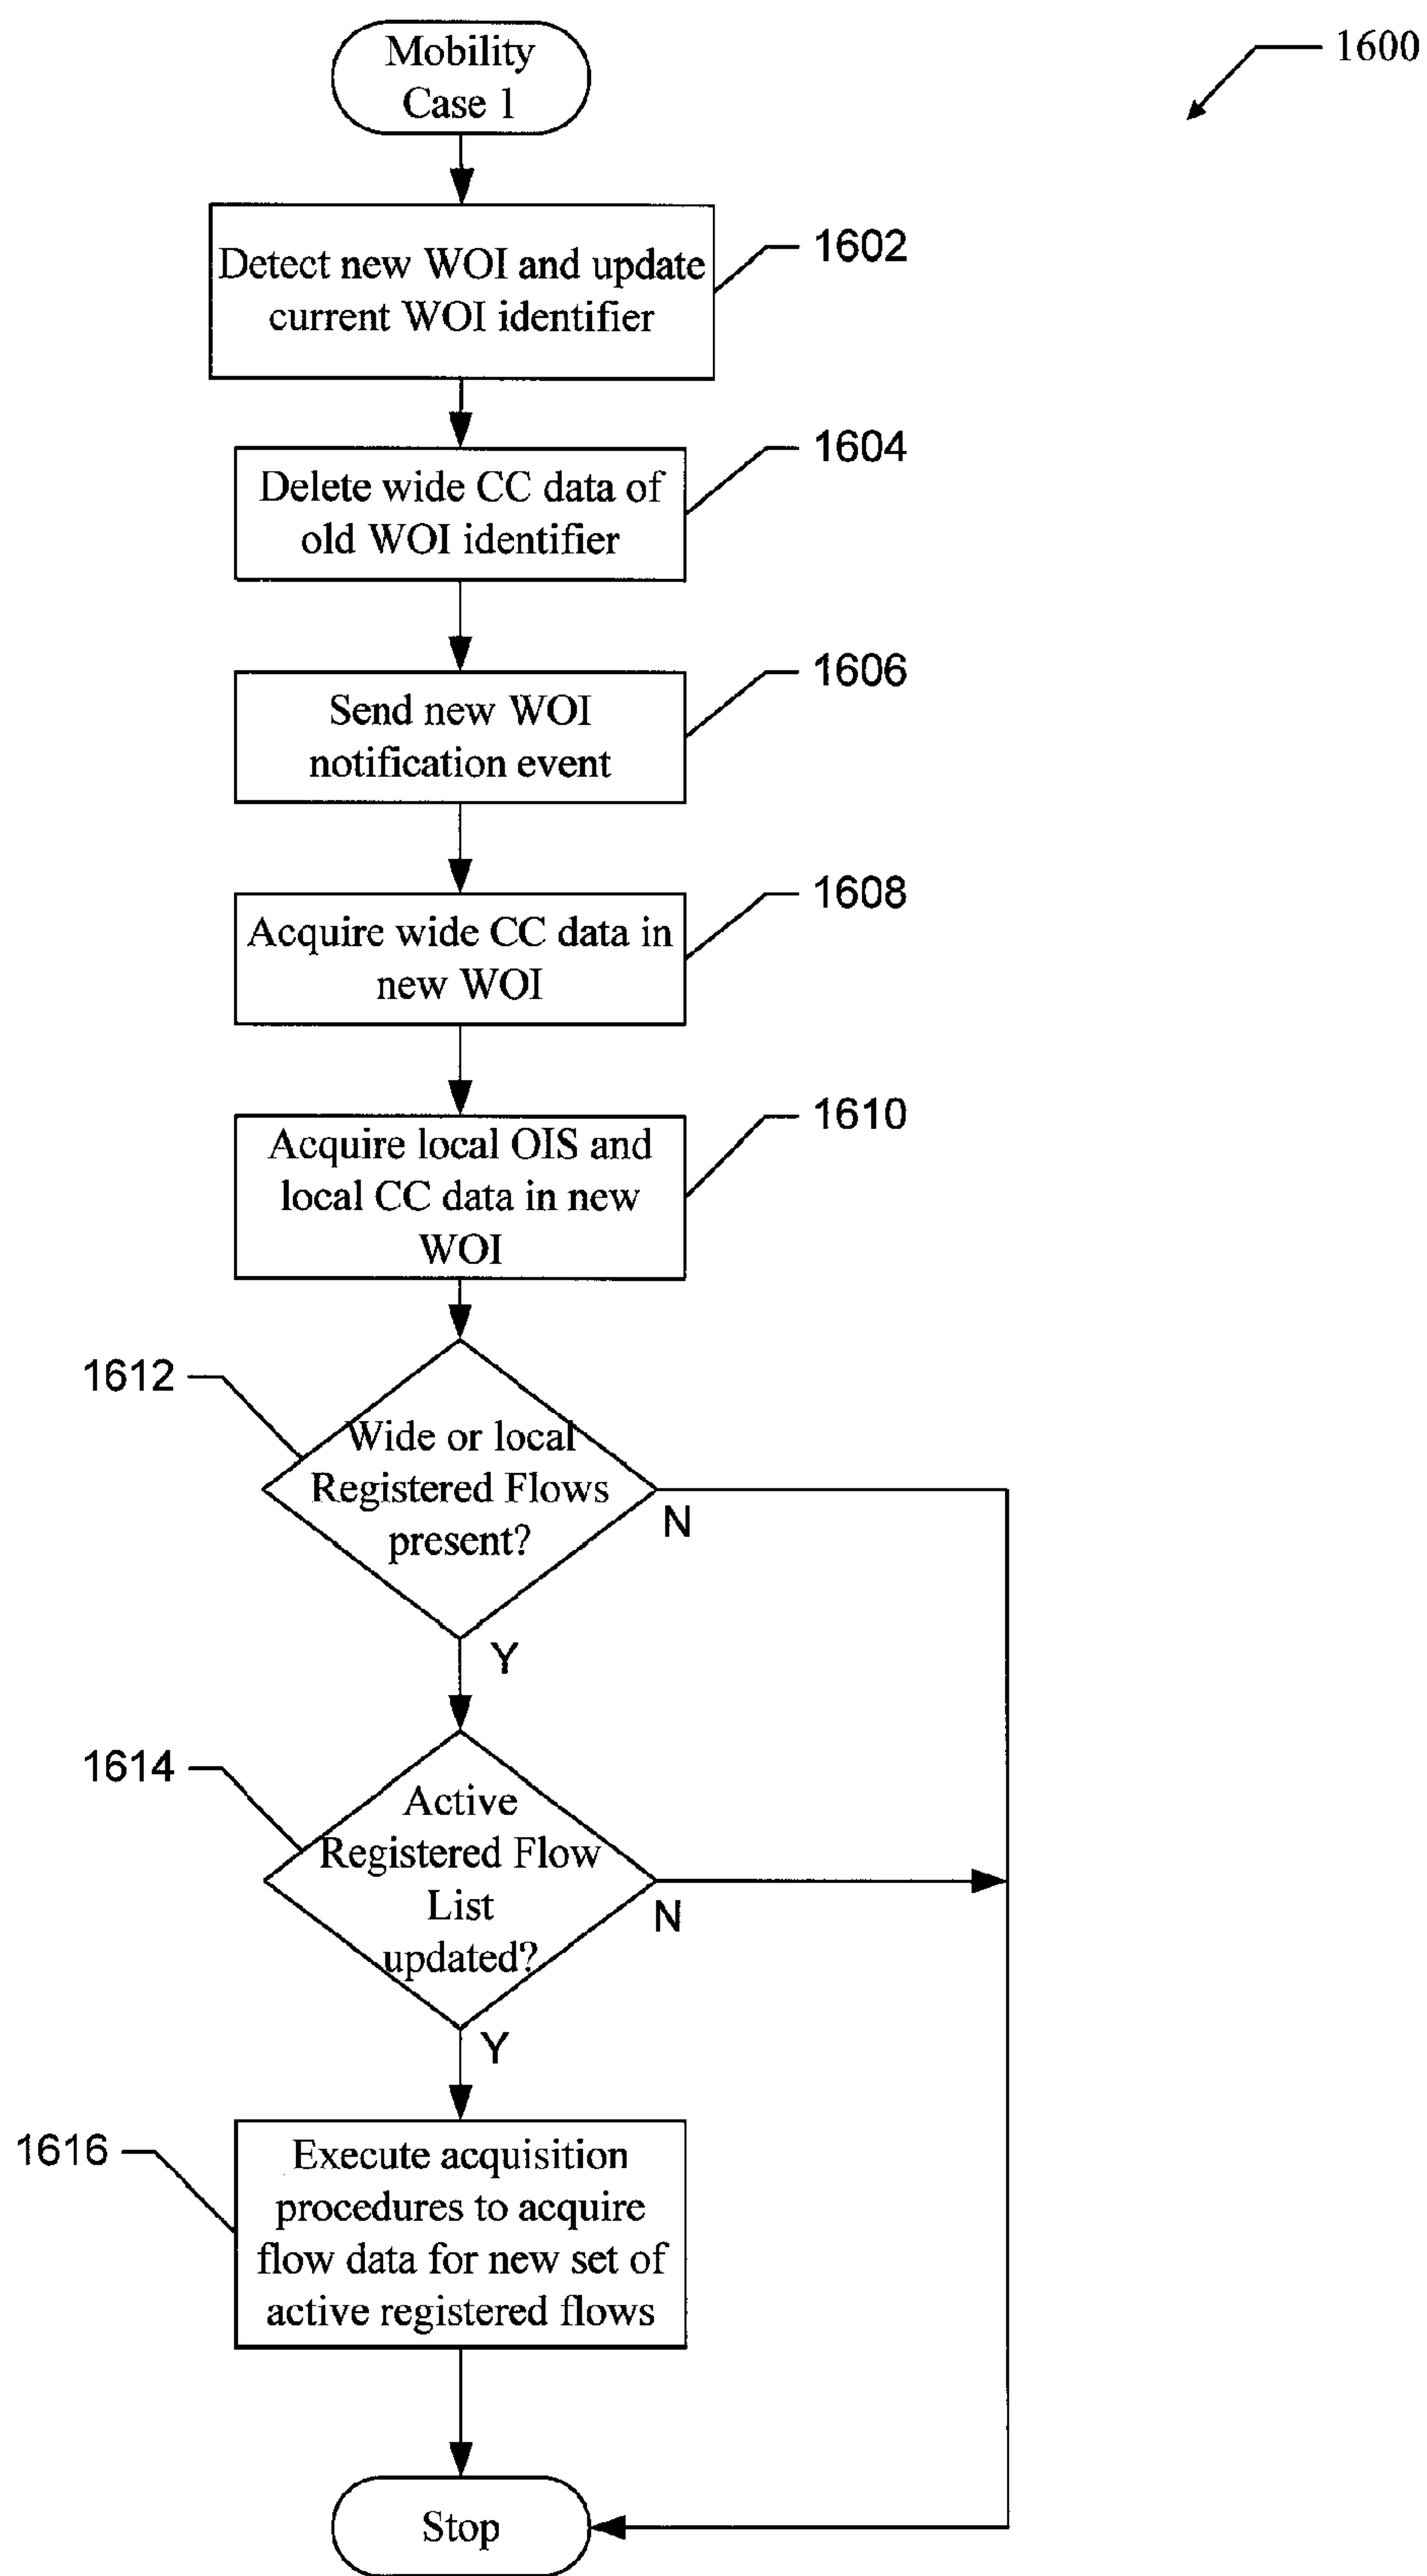 Mobility
Case 1
1600
Detect new WOI and update
current WOI identifier
1602
Delete wide CC data of
old WOI identifier
1604
Send new WOI
notification event
1606
Acquire wide CC data in
new WOI
1608
Acquire local OIS and
local CC data in new
WOI
1610
1612
Wide or local
Registered Flows
present?
N
Y
1614
Active
Registered Flow
List
updated?
N
Y
1616
Execute acquisition
procedures to acquire
flow data for new set of
active registered flows
Stop